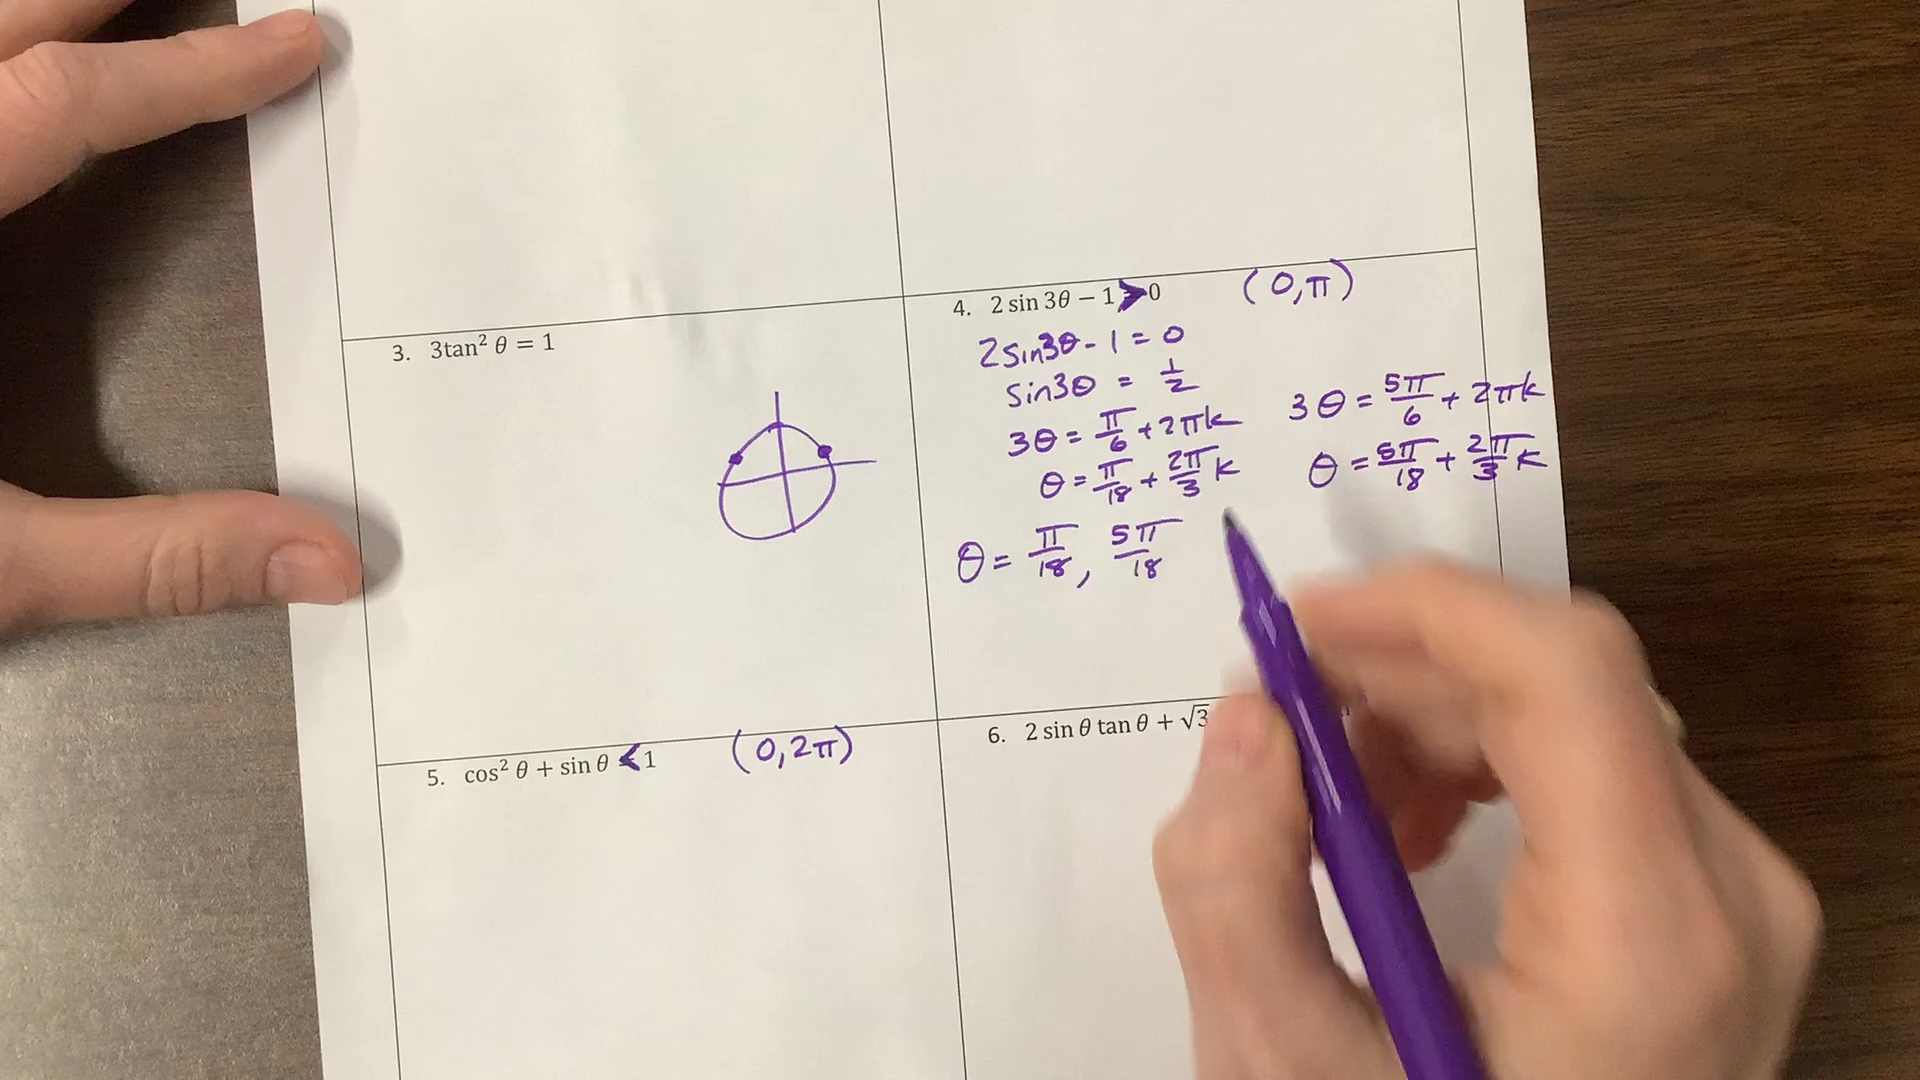 3. 3tan² θ = 1
4. 2 sin 3θ − 1 > 0 (0, π)
2sin3θ - 1 = 0
sin3θ = 1/2
3θ = π/6 + 2πk
θ = π/18 + 2π/3 k
3θ = 5π/6 + 2πk
θ = 5π/18 + 2π/3 k
θ = π/18, 5π/18
5. cos² θ + sin θ < 1 (0, 2π)
6. 2 sin θ tan θ + √3